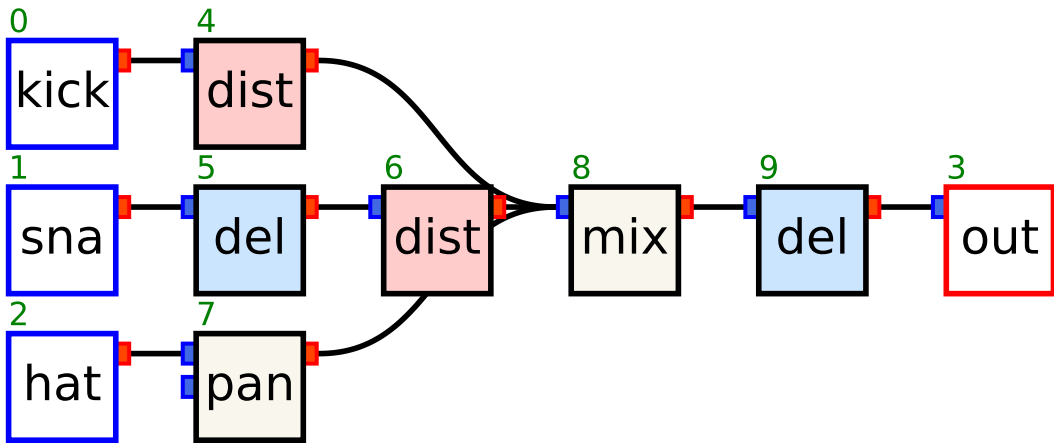 0 4
kick dist
1 5 6 8 9 3
sna del dist mix del out
2 7
hat pan